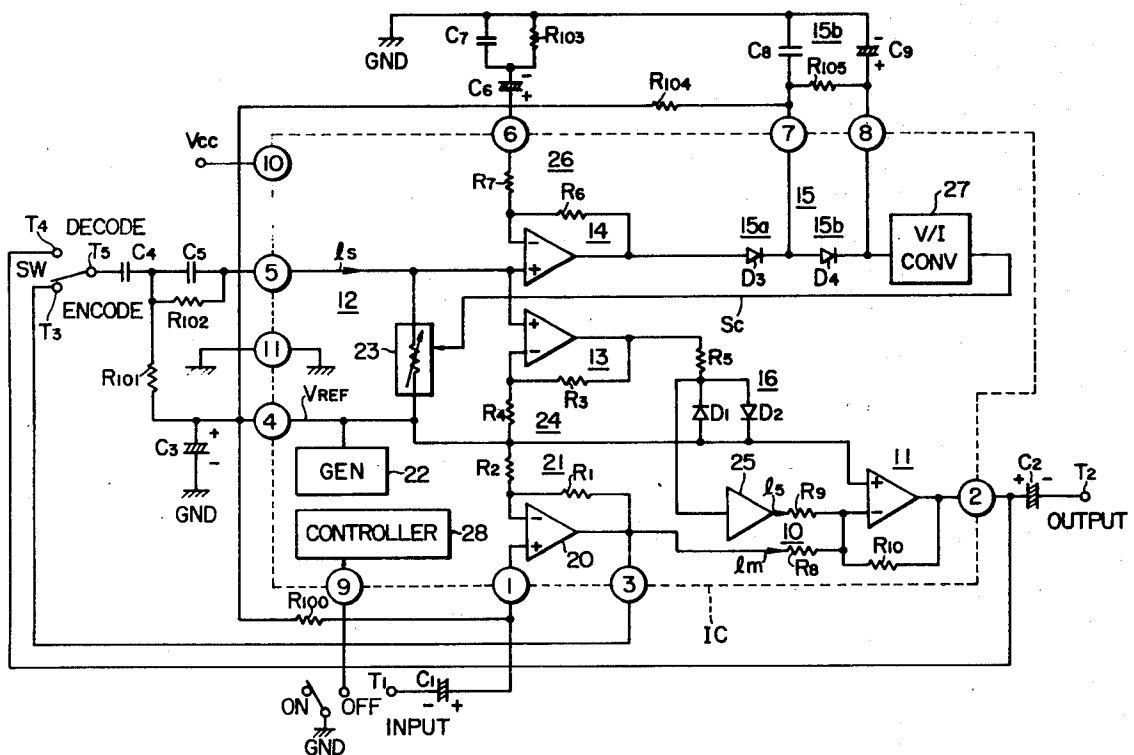 C7
R103
GND
C8
15b
C9
R105
C6
R104
Vcc
10
6
7
8
26
R7
R6
15
27
T4
DECODE
T5
C4
C5
SW
ENCODE
T3
R102
5
ls
12
14
15a
15b
D3
D4
V/I
CONV
Sc
R101
11
23
13
R3
R5
16
D1
D2
4
VREF
R4
24
C3
GND
GEN
22
R2
21
R1
25
l5
R9
11
2
C2
T2
OUTPUT
CONTROLLER
28
20
10
lm
R8
R10
9
1
3
R100
IC
ON
OFF
T1
C1
INPUT
GND